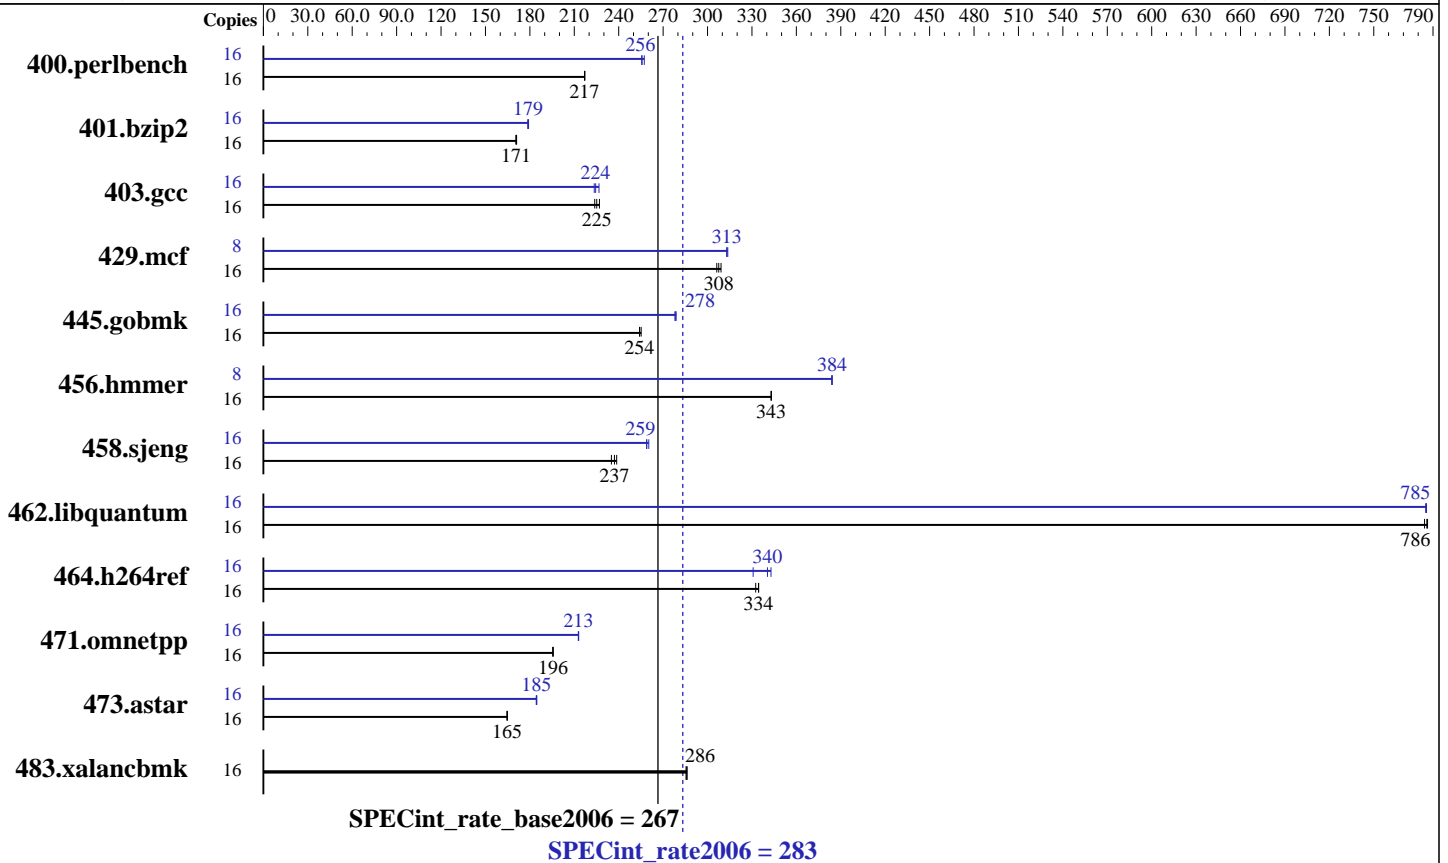 Copies 0 30.0 60.0 90.0 120 150 180 210 240 270 300 330 360 390 420 450 480 510 540 570 600 630 660 690 720 750 790
400.perlbench 16 256
16 217
401.bzip2 16 179
16 171
403.gcc 16 224
16 225
429.mcf 8 313
16 308
445.gobmk 16 278
16 254
456.hmmer 8 384
16 343
458.sjeng 16 259
16 237
462.libquantum 16 785
16 786
464.h264ref 16 340
16 334
471.omnetpp 16 213
16 196
473.astar 16 185
16 165
483.xalancbmk 16 286
SPECint_rate_base2006 = 267
SPECint_rate2006 = 283